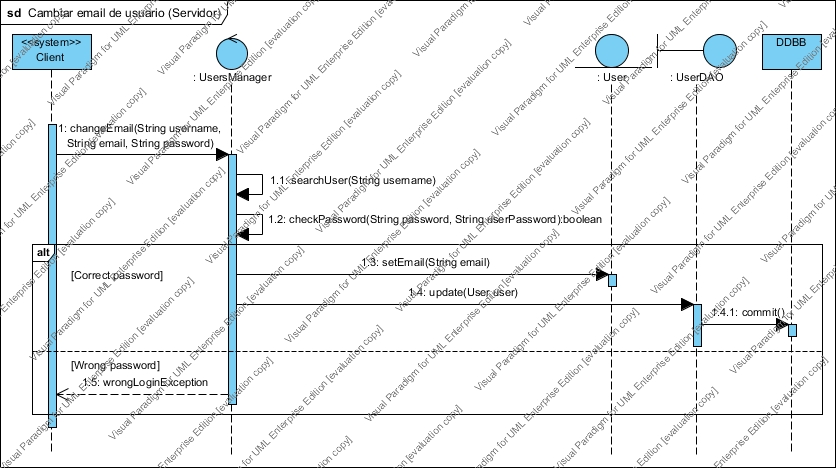 sd Cambiar email de usuario (Servidor)
<<system>>
Client
: UsersManager
: User
: UserDAO
DDBB
1: changeEmail(String username,
String email, String password)
1.1: searchUser(String username)
1.2: checkPassword(String password, String userPassword):boolean
alt
1.3: setEmail(String email)
[Correct password]
1.4: update(User user)
1.4.1: commit()
[Wrong password]
1.5: wrongLoginException
Visual Paradigm for UML Enterprise Edition [evaluation copy]